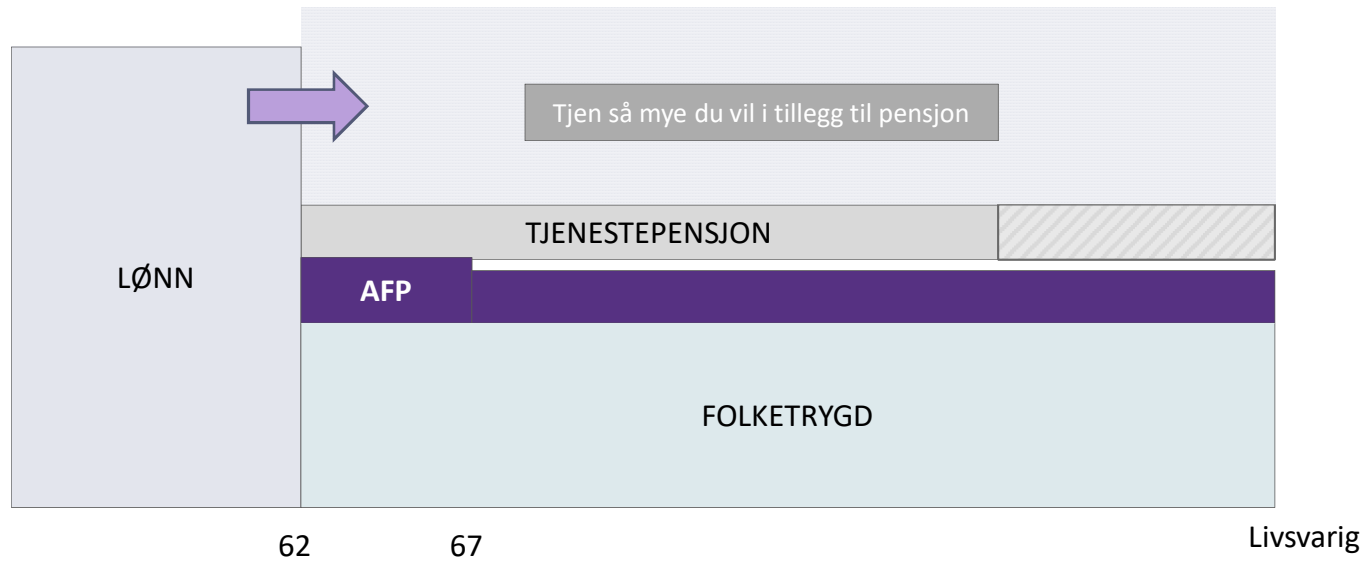 Tjen så mye du vil i tillegg til pensjon
TJENESTEPENSJON
LØNN
AFP
FOLKETRYGD
62
67
Livsvarig